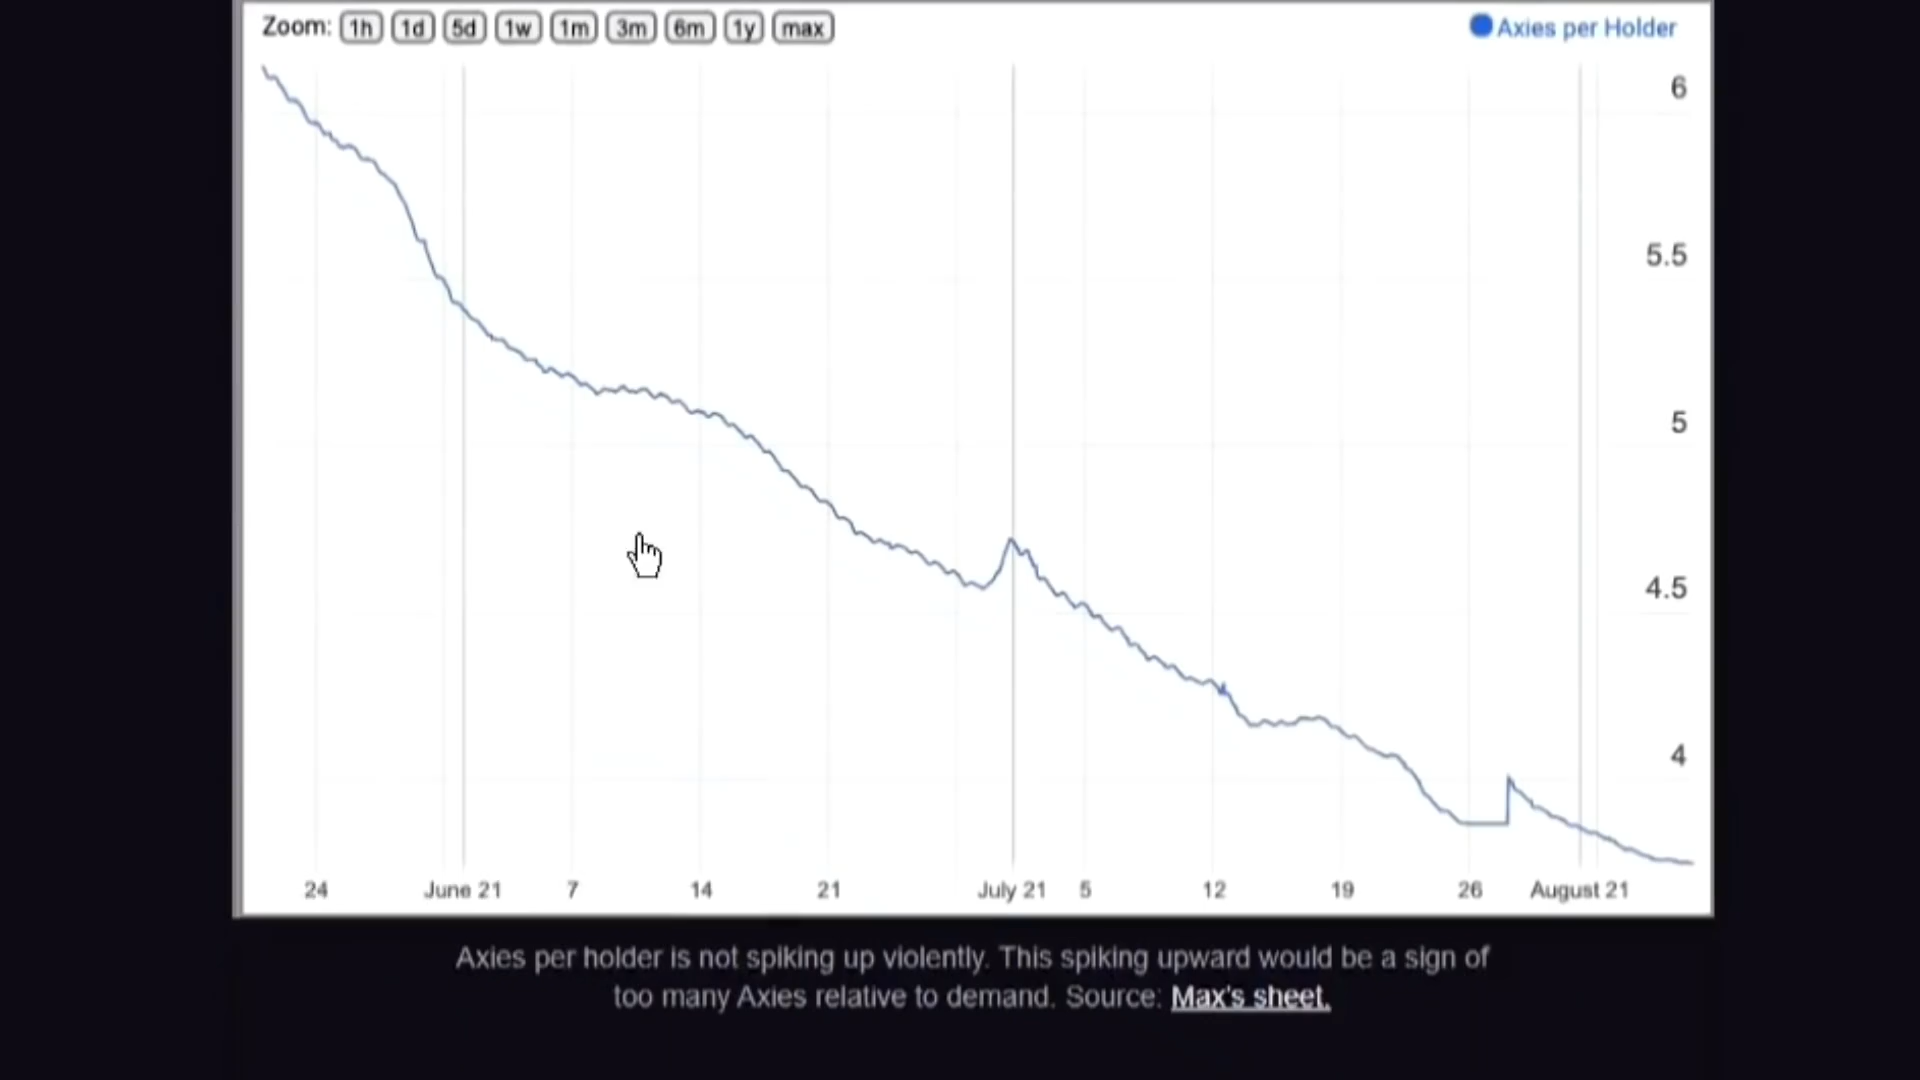 Zoom: 1h 1d 5d 1w 1m 3m 6m 1y max
Axies per Holder
6
5.5
5
4.5
4
24 June 21 7 14 21 July 21 5 12 19 26 August 21
Axies per holder is not spiking up violently. This spiking upward would be a sign of
too many Axies relative to demand. Source: Max's sheet.